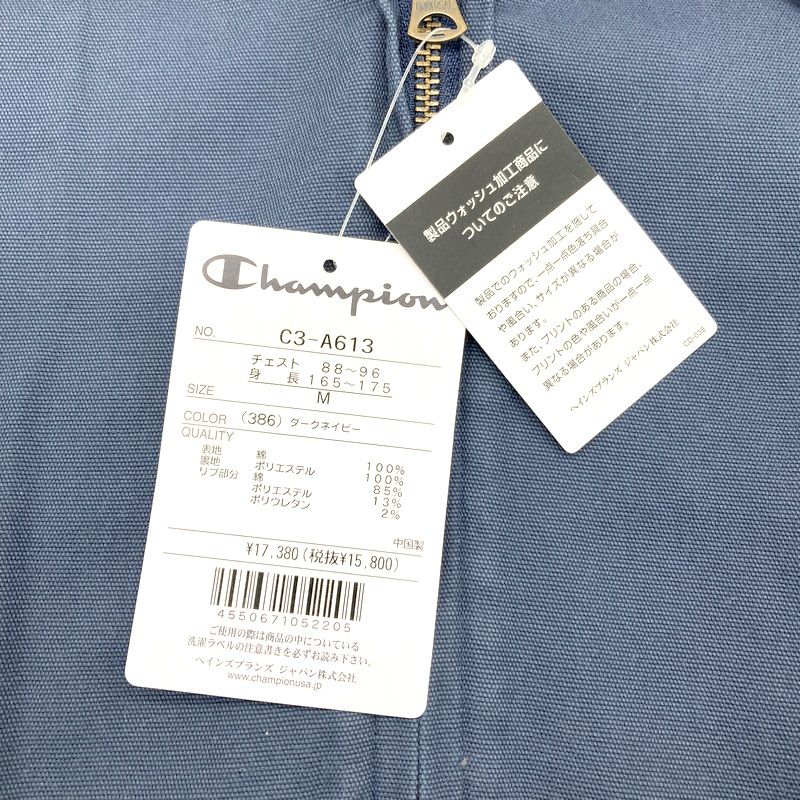 Champion
NO. C3-A613
チェスト 88～96
身 長 165～175
SIZE M
COLOR (386) ダークネイビー
QUALITY
表地 綿 100%
裏地 ポリエステル 100%
リブ部分 綿 85%
ポリエステル 13%
ポリウレタン 2%
中国製
¥17,380(税抜¥15,800)
4550671052205
ご使用の際は商品の中についている
洗濯ラベルの注意書きを必ずお読み下さい。
ヘインズブランズ ジャパン株式会社
www.championusa.jp
製品ウォッシュ加工商品に
ついてのご注意
製品でのウォッシュ加工を施して
おりますので、一点一点色落ち具合
や風合い、サイズが異なる場合が
あります。
また、プリントのある商品の場合、
プリントの色や風合いが一点一点
異なる場合があります。
ヘインズブランズ ジャパン株式会社
CD-038